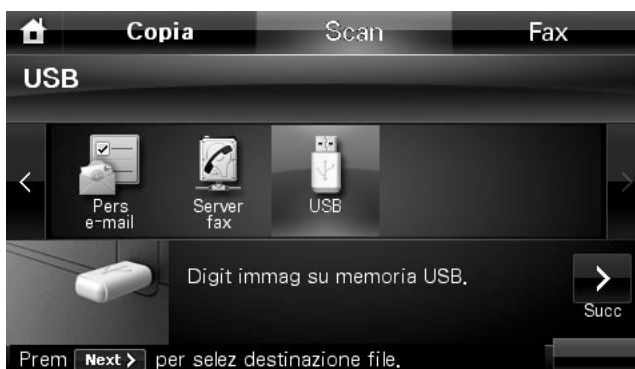 Copia Scan Fax
USB
Pers
e-mail
Server
fax
USB
Digit immag su memoria USB.
Succ
Prem Next > per selez destinazione file.